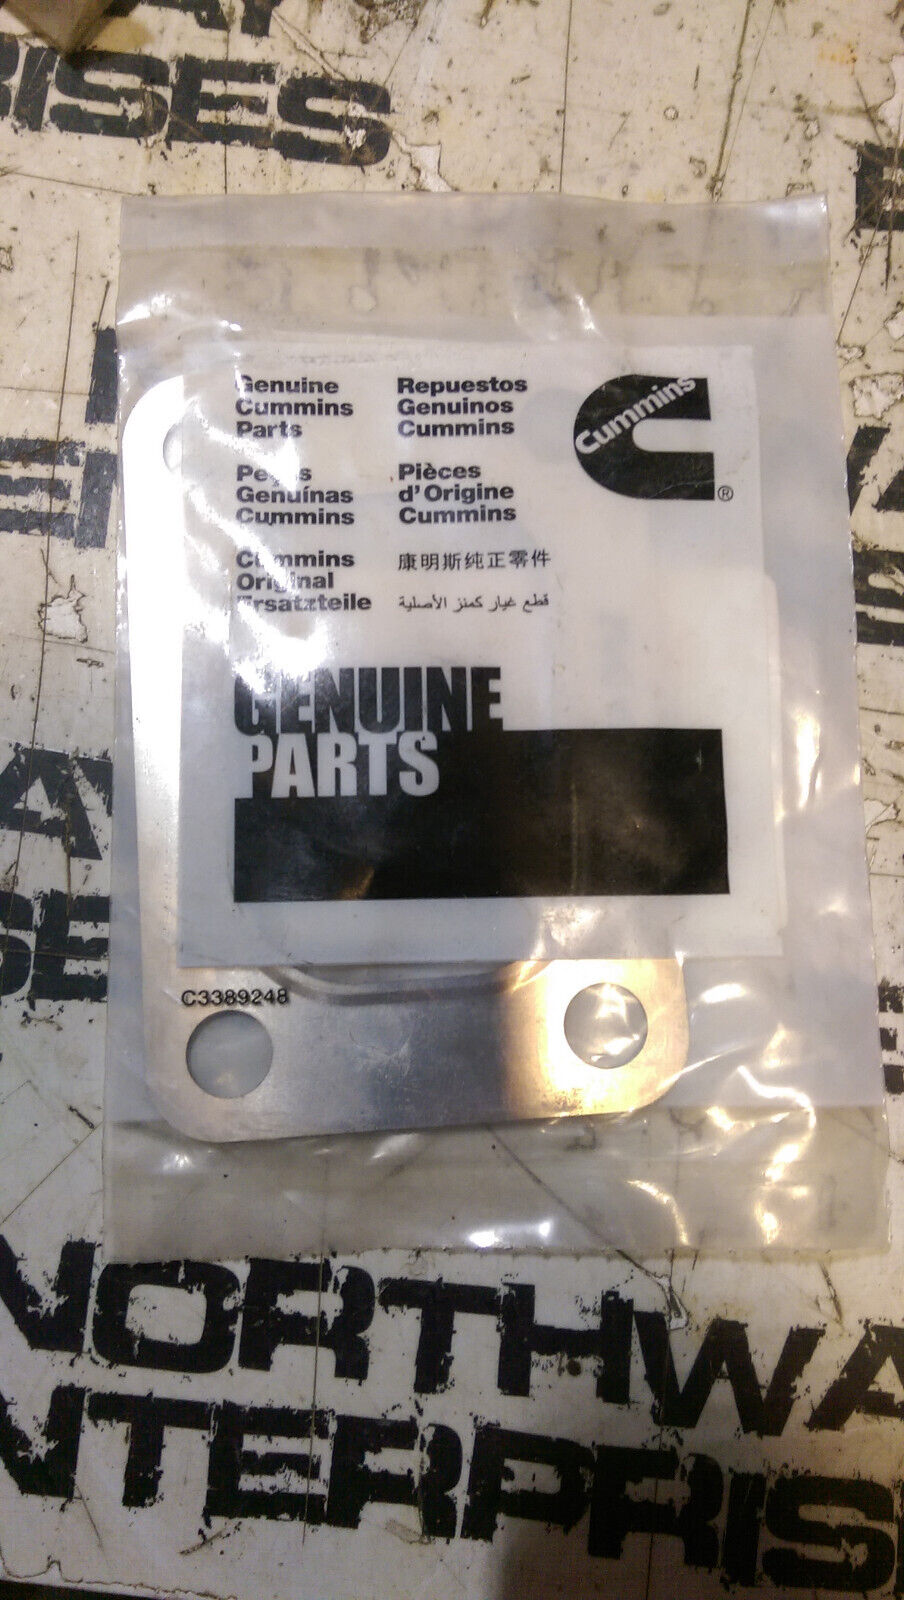 RISES
Genuine
Cummins
Parts
Repuestos
Genuinos
Cummins
Cummins
®
Peças
Genuínas
Cummins
Pièces
d'Origine
Cummins
Cummins
Original
Ersatzteile
康明斯纯正零件
قطع غيار كمنز الأصلية
GENUINE
PARTS
C3389248
NORTHWA
NTERPRIS